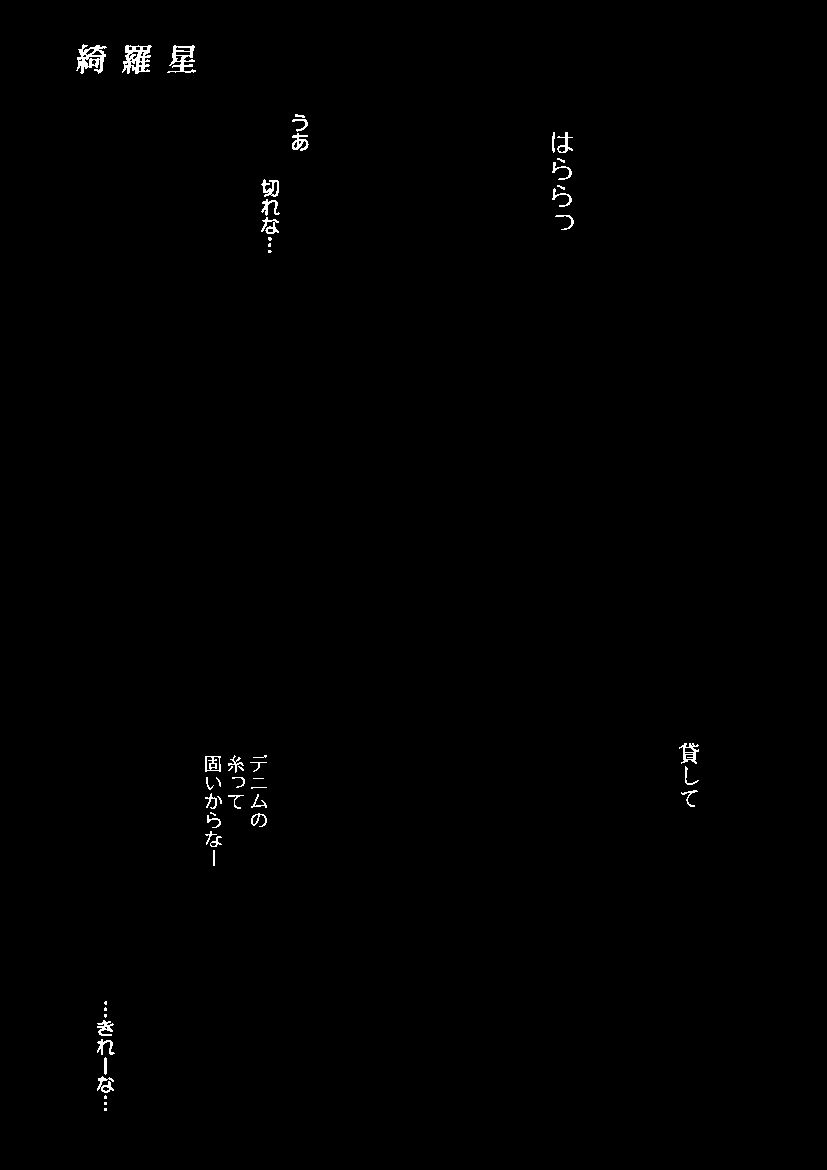 綺羅星
はららっ
うあ
切れな…
貸して
デニムの
糸って
固いからなー
…きれーな…